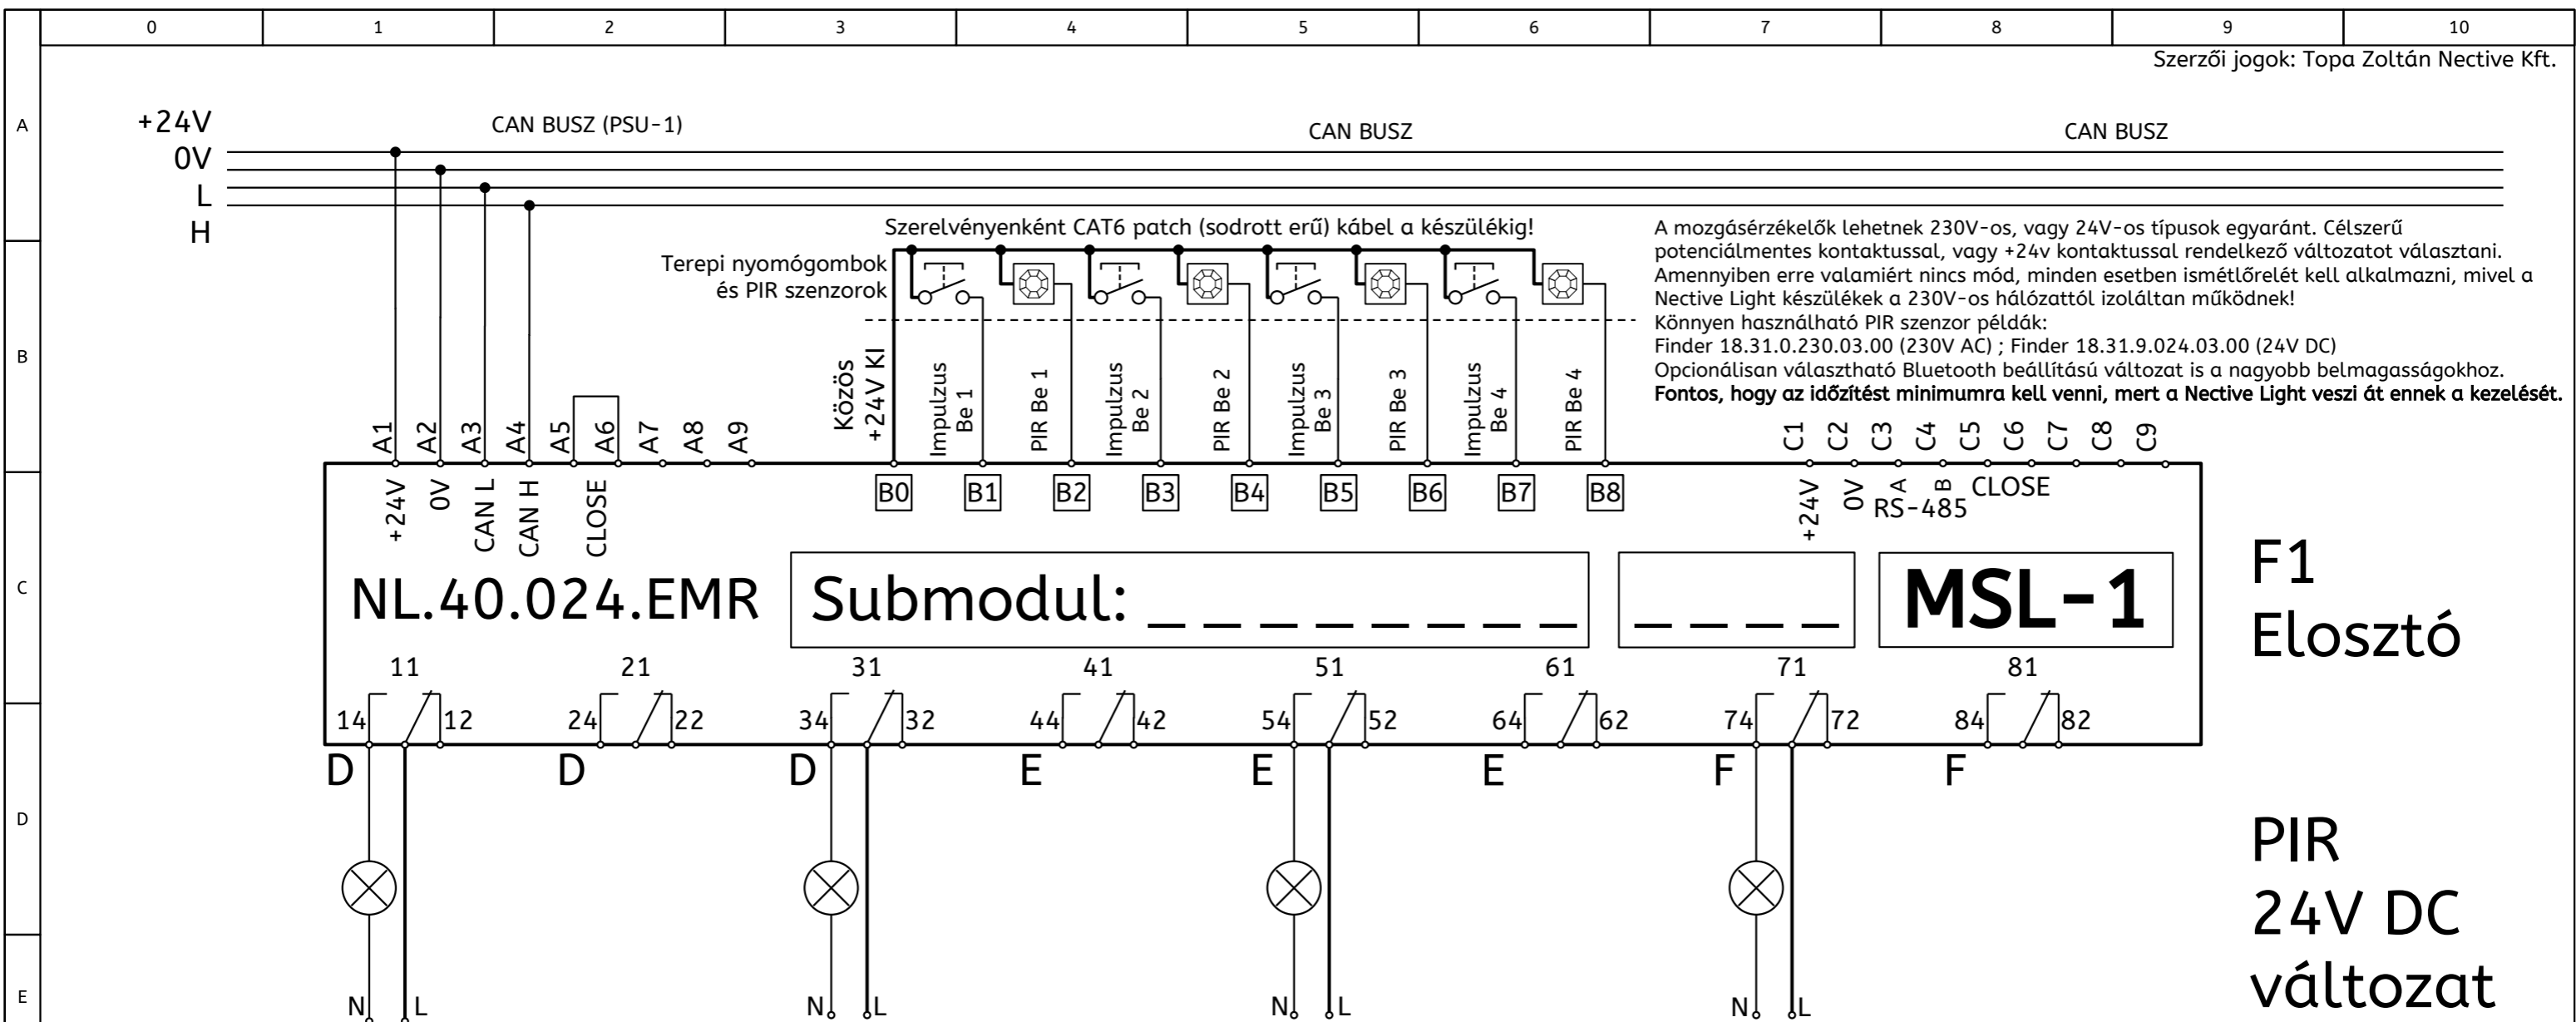 0 1 2 3 4 5 6 7 8 9 10
Szerzői jogok: Topa Zoltán Nective Kft.
A
+24V
0V
L
H
CAN BUSZ (PSU-1)
CAN BUSZ
CAN BUSZ
Szerelvényenként CAT6 patch (sodrott erű) kábel a készülékig!
Terepi nyomógombok
és PIR szenzorok
A mozgásérzékelők lehetnek 230V-os, vagy 24V-os típusok egyaránt. Célszerű
potenciálmentes kontaktussal, vagy +24v kontaktussal rendelkező változatot választani.
Amennyiben erre valamiért nincs mód, minden esetben ismétlőrelét kell alkalmazni, mivel a
Nective Light készülékek a 230V-os hálózattól izoláltan működnek!
Könnyen használható PIR szenzor példák:
Finder 18.31.0.230.03.00 (230V AC) ; Finder 18.31.9.024.03.00 (24V DC)
Opcionálisan választható Bluetooth beállítású változat is a nagyobb belmagasságokhoz.
Fontos, hogy az időzítést minimumra kell venni, mert a Nective Light veszi át ennek a kezelését.
B
Közös
+24V KI
Impulzus
Be 1
PIR Be 1
Impulzus
Be 2
PIR Be 2
Impulzus
Be 3
PIR Be 3
Impulzus
Be 4
PIR Be 4
A1 A2 A3 A4 A5 A6 A7 A8 A9
C1 C2 C3 C4 C5 C6 C7 C8 C9
+24V 0V CAN L CAN H CLOSE
B0 B1 B2 B3 B4 B5 B6 B7 B8
+24V 0V A B CLOSE
RS-485
C
NL.40.024.EMR
Submodul: _ _ _ _ _ _ _ _
_ _ _ _
MSL-1
F1
Elosztó
11 21 31 41 51 61 71 81
14 12 24 22 34 32 44 42 54 52 64 62 74 72 84 82
D D D E E E F F
D
PIR
24V DC
változat
E
N L N L N L N L